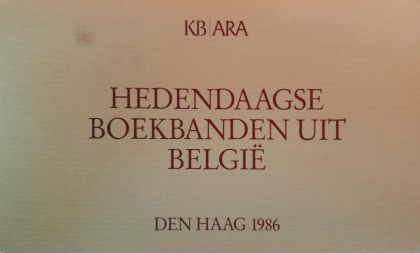 KB|ARA
HEDENDAAGSE
BOEKBANDEN UIT
BELGIË
DEN HAAG 1986